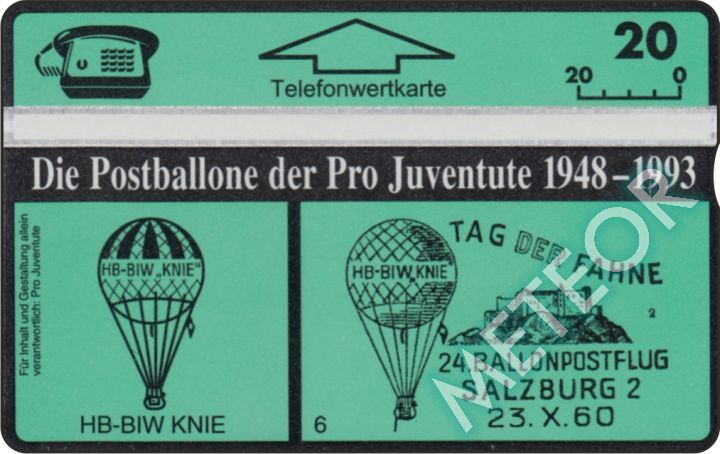 20
20 0
Telefonwertkarte
Die Postballone der Pro Juventute 1948–1993
Für Inhalt und Gestaltung allein
verantwortlich: Pro Juventute
HB-BIW „KNIE“
HB-BIW KNIE
6
HB-BIW„KNIE
TAG DER FAHNE
2
24.BALLONPOSTFLUG
SALZBURG 2
23.X.60
METEOR